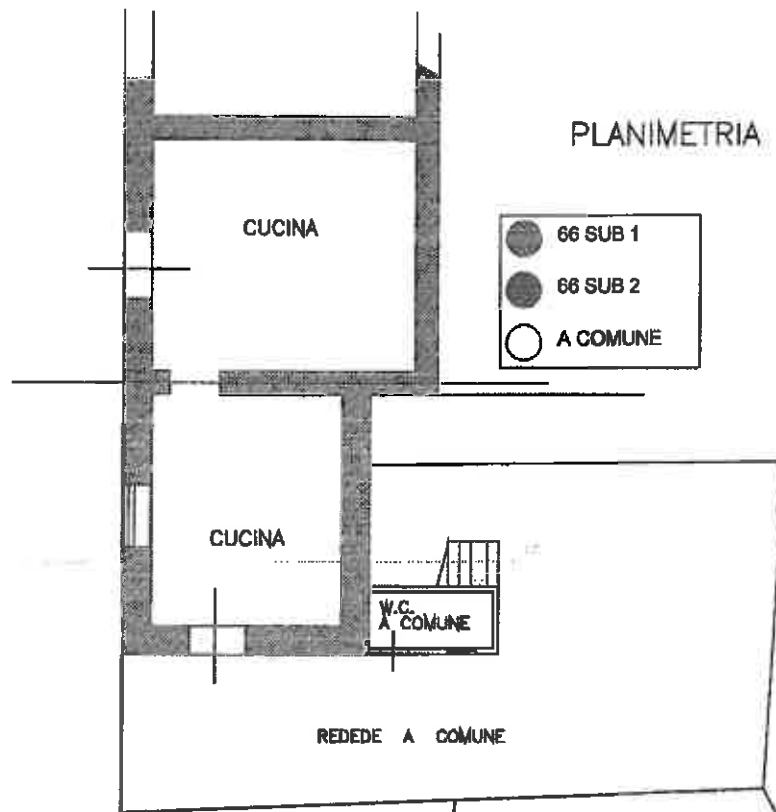 PLANIMETRIA
CUCINA
66 SUB 1
66 SUB 2
A COMUNE
CUCINA
W.C.
A COMUNE
REDEDE A COMUNE